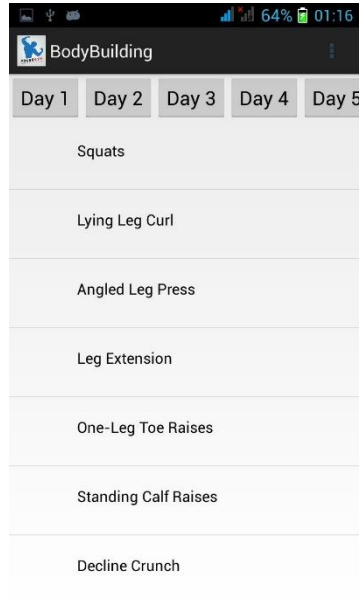 64% 01:16
BodyBuilding
Day 1 Day 2 Day 3 Day 4 Day 5
Squats
Lying Leg Curl
Angled Leg Press
Leg Extension
One-Leg Toe Raises
Standing Calf Raises
Decline Crunch